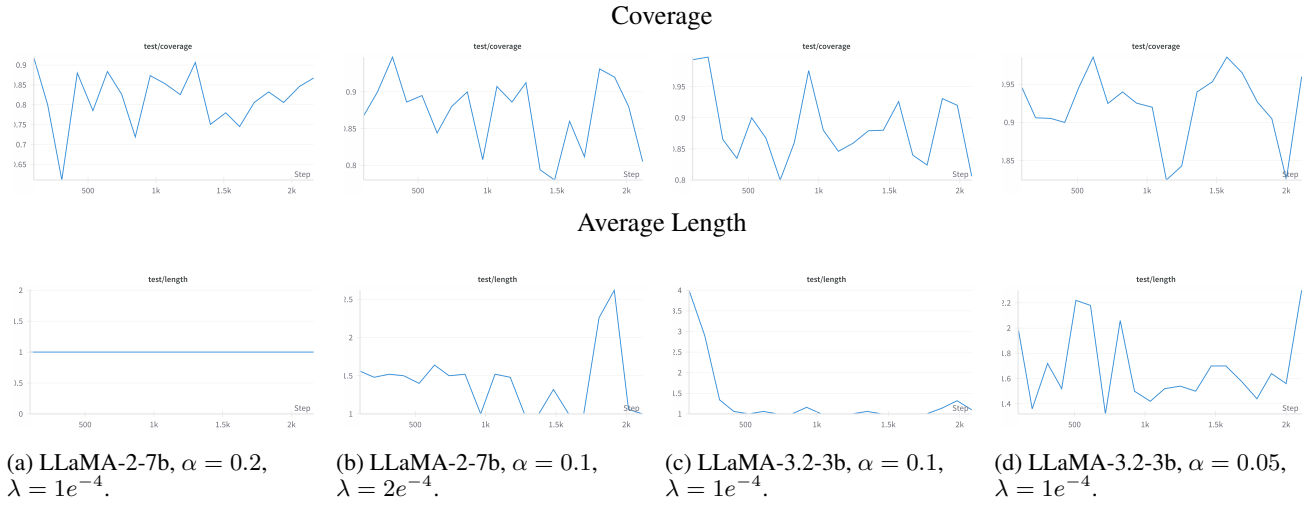 Coverage
test/coverage
0.9
0.85
0.8
0.75
0.7
0.65
500
1k
1.5k
2k
Step
test/coverage
0.9
0.85
0.8
500
1k
1.5k
2k
Step
test/coverage
0.95
0.9
0.85
0.8
500
1k
1.5k
2k
Step
test/coverage
0.95
0.9
0.85
500
1k
1.5k
2k
Step
Average Length
test/length
2
1.5
1
0.5
0
500
1k
1.5k
2k
Step
test/length
2.5
2
1.5
1
500
1k
1.5k
2k
Step
test/length
4
3.5
3
2.5
2
1.5
1
500
1k
1.5k
2k
Step
test/length
2.2
2
1.8
1.6
1.4
500
1k
1.5k
2k
Step
(a) LLaMA-2-7b, α = 0.2,
λ = 1e⁻⁴.
(b) LLaMA-2-7b, α = 0.1,
λ = 2e⁻⁴.
(c) LLaMA-3.2-3b, α = 0.1,
λ = 1e⁻⁴.
(d) LLaMA-3.2-3b, α = 0.05,
λ = 1e⁻⁴.